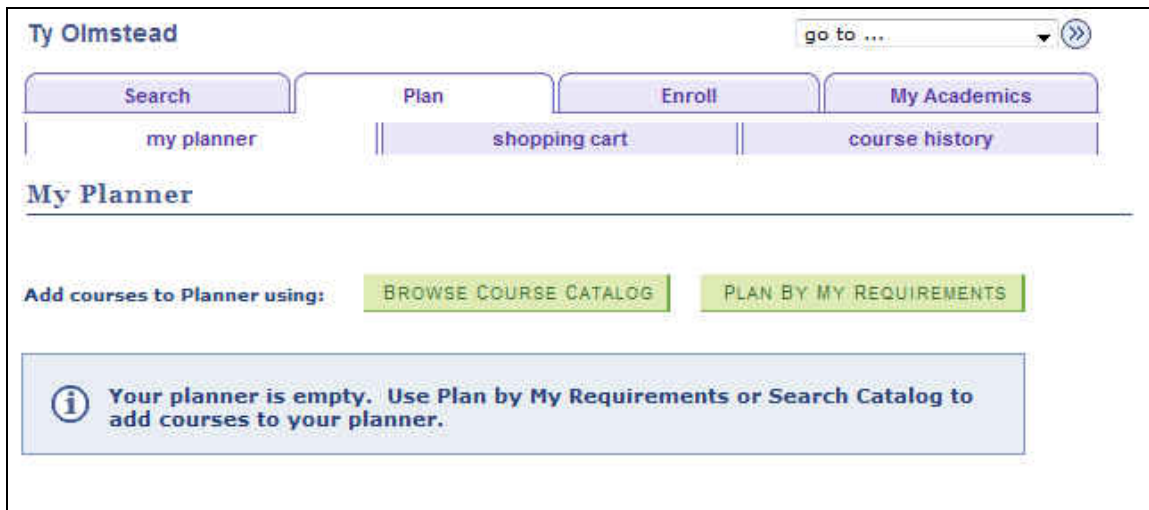 Ty Olmstead
go to ...
Search Plan Enroll My Academics
my planner shopping cart course history
My Planner
Add courses to Planner using: BROWSE COURSE CATALOG PLAN BY MY REQUIREMENTS
Your planner is empty. Use Plan by My Requirements or Search Catalog to
add courses to your planner.